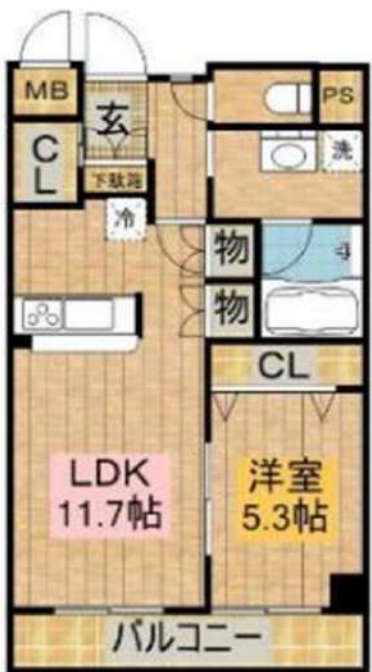 MB
玄
PS
CL
下駄箱
洗
冷
物
物
CL
LDK
11.7帖
洋室
5.3帖
バルコニー